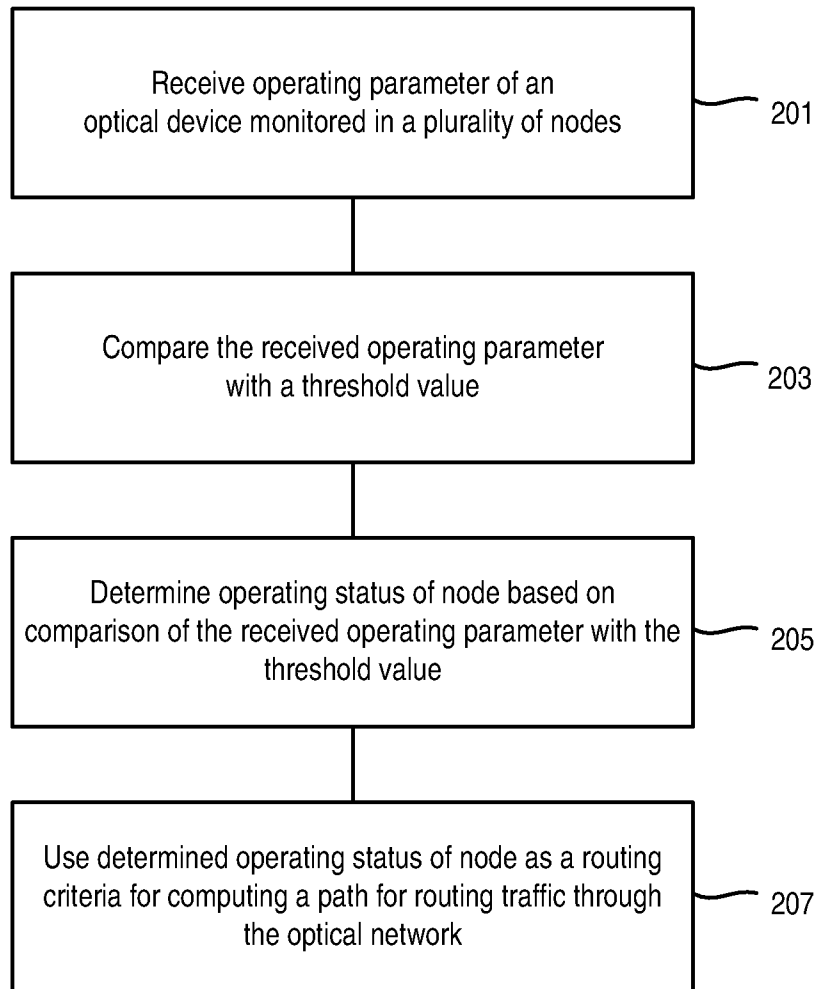 Receive operating parameter of an
optical device monitored in a plurality of nodes
201
Compare the received operating parameter
with a threshold value
203
Determine operating status of node based on
comparison of the received operating parameter with the
threshold value
205
Use determined operating status of node as a routing
criteria for computing a path for routing traffic through
the optical network
207